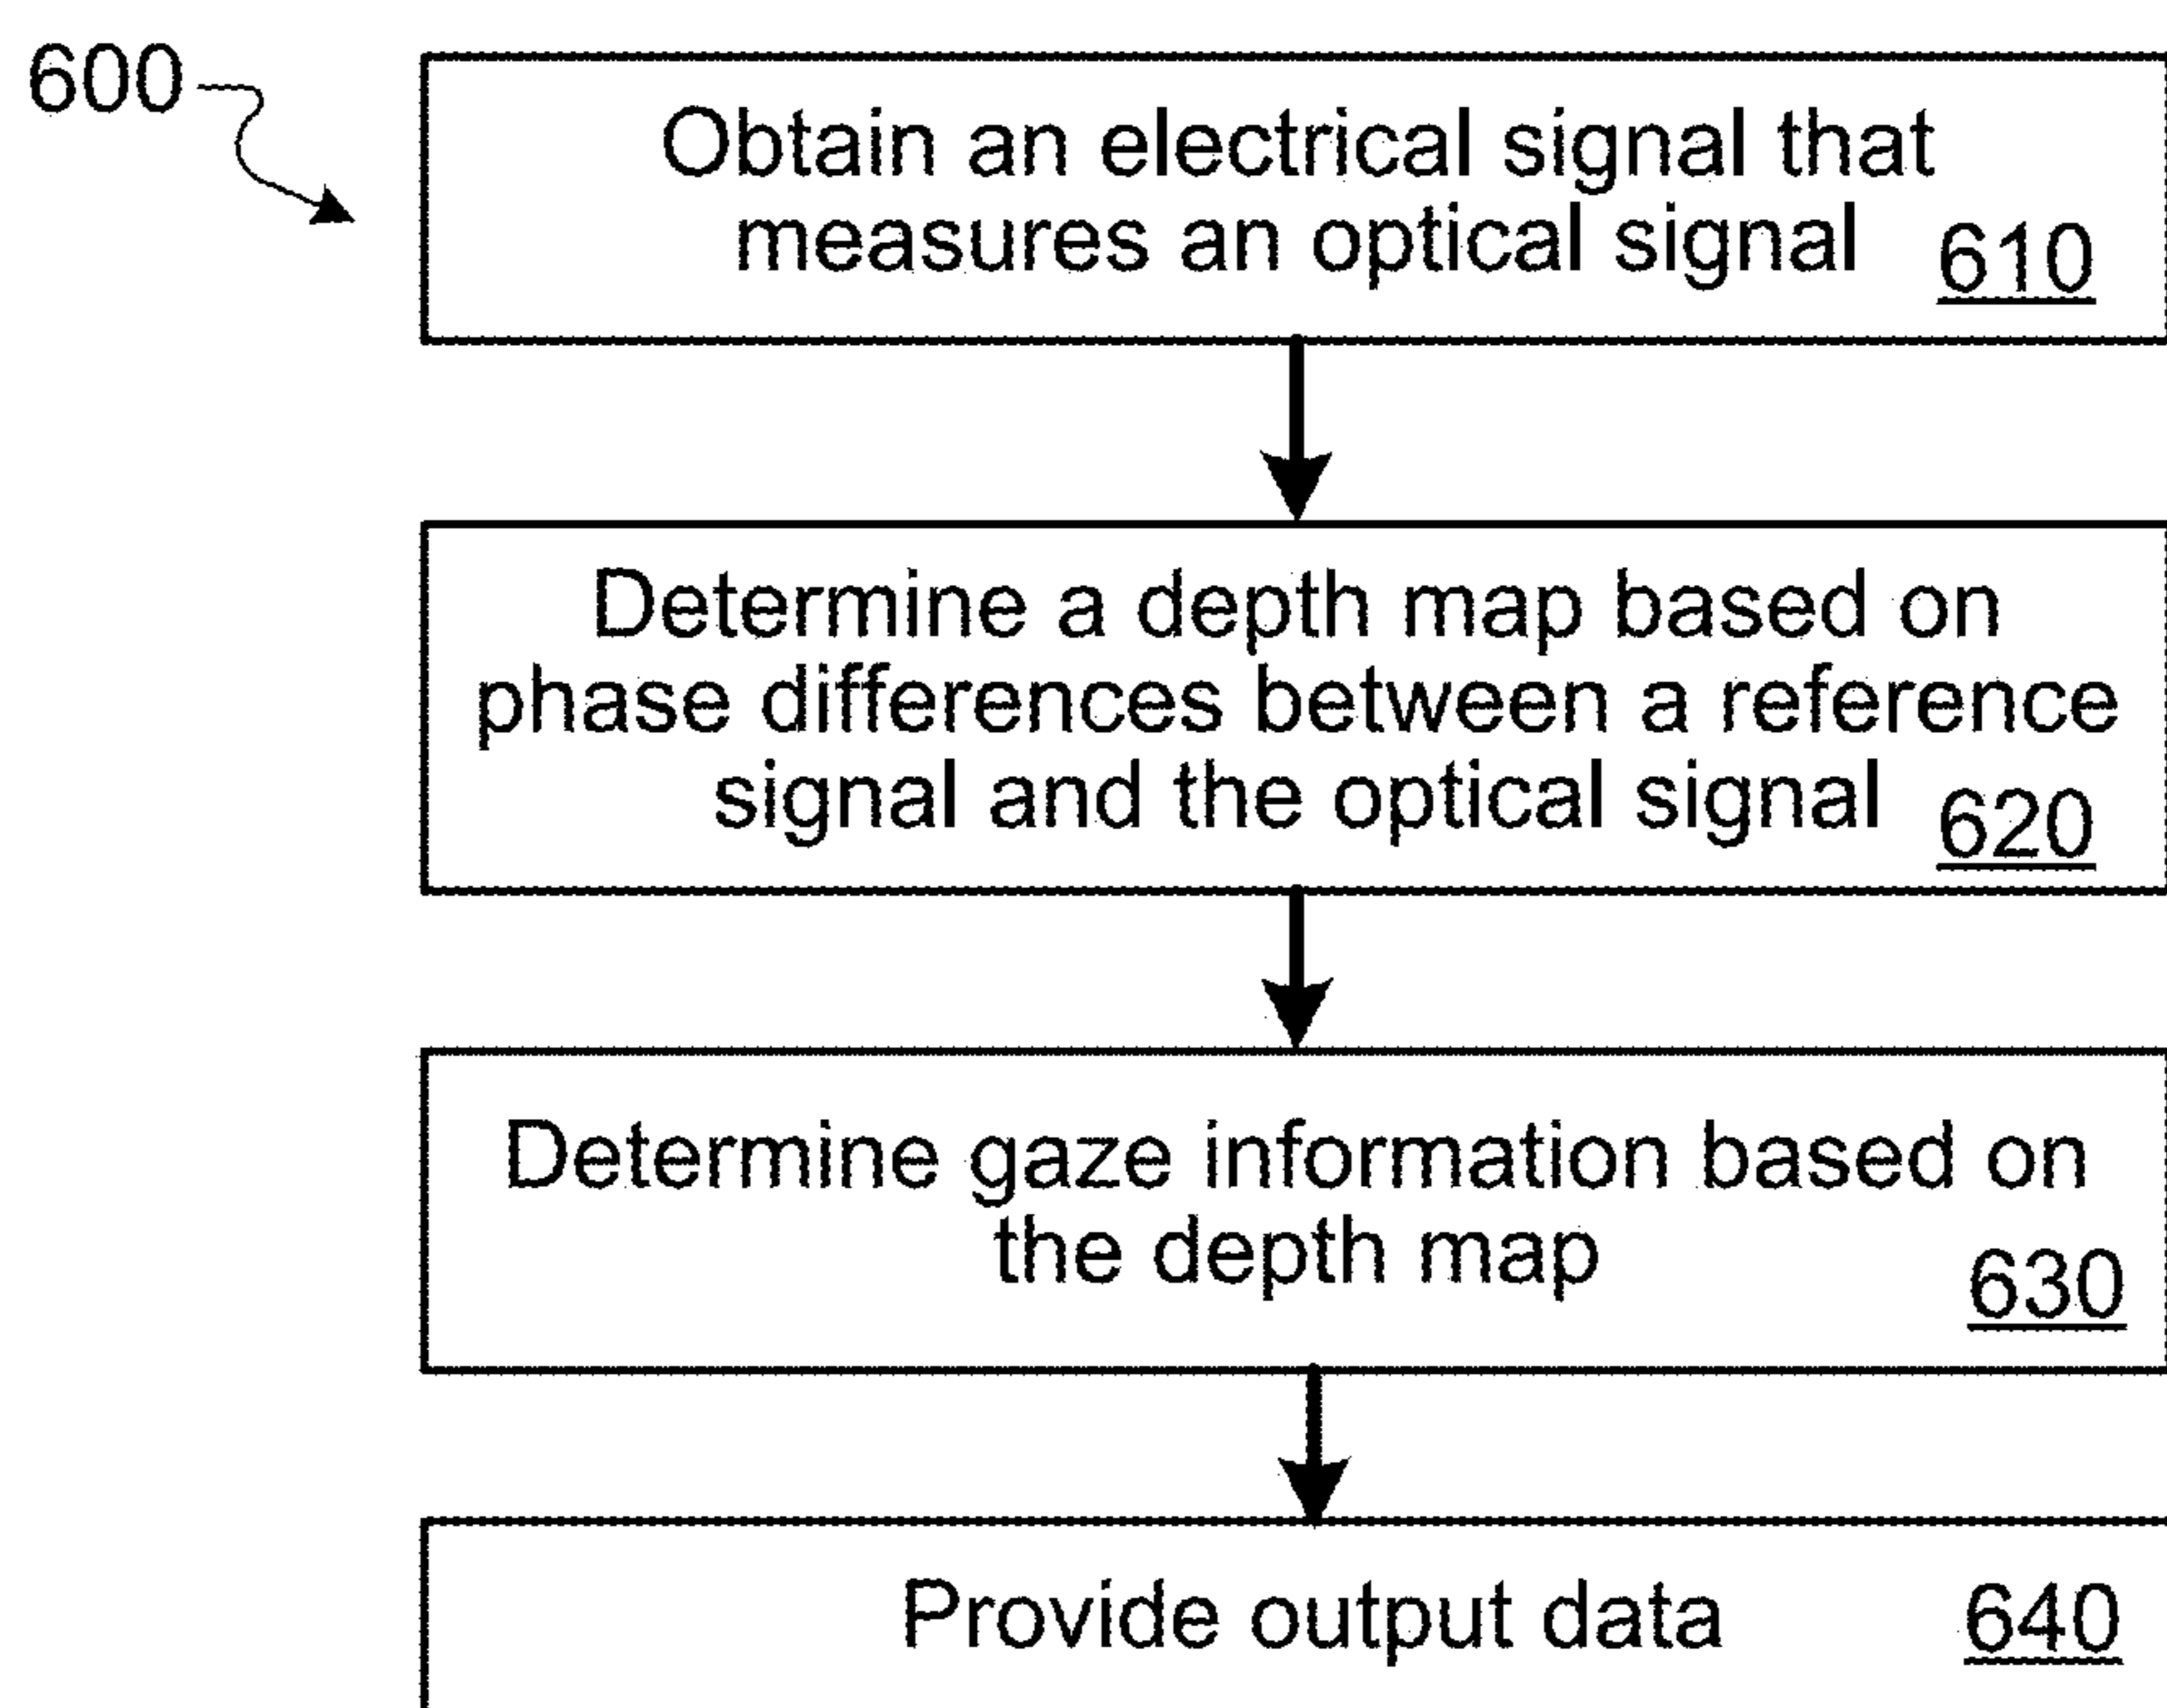 600
Obtain an electrical signal that
measures an optical signal 610
Determine a depth map based on
phase differences between a reference
signal and the optical signal 620
Determine gaze information based on
the depth map
630
Provide output data 640